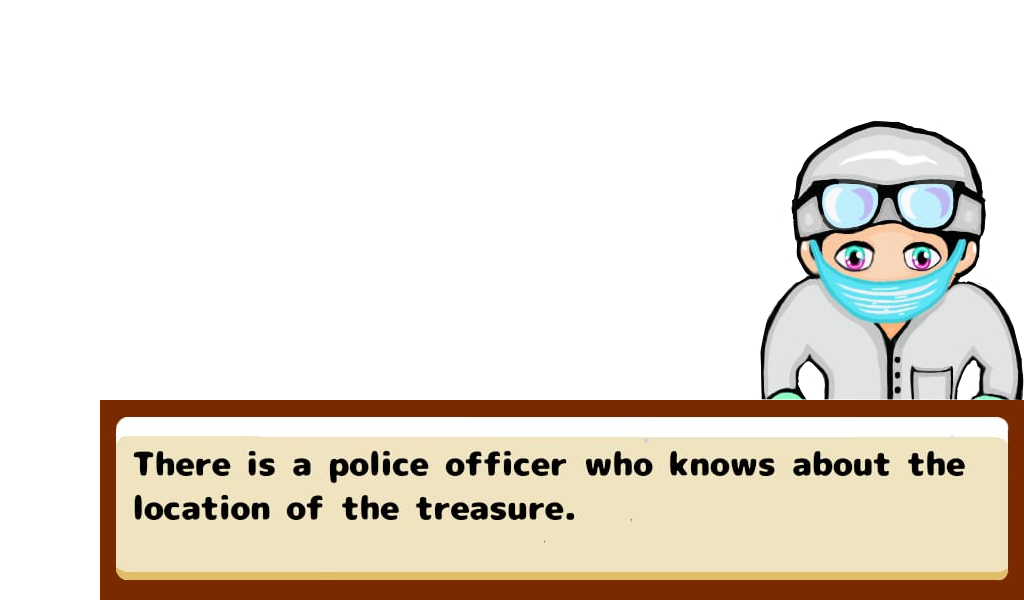 There is a police officer who knows about the
location of the treasure.